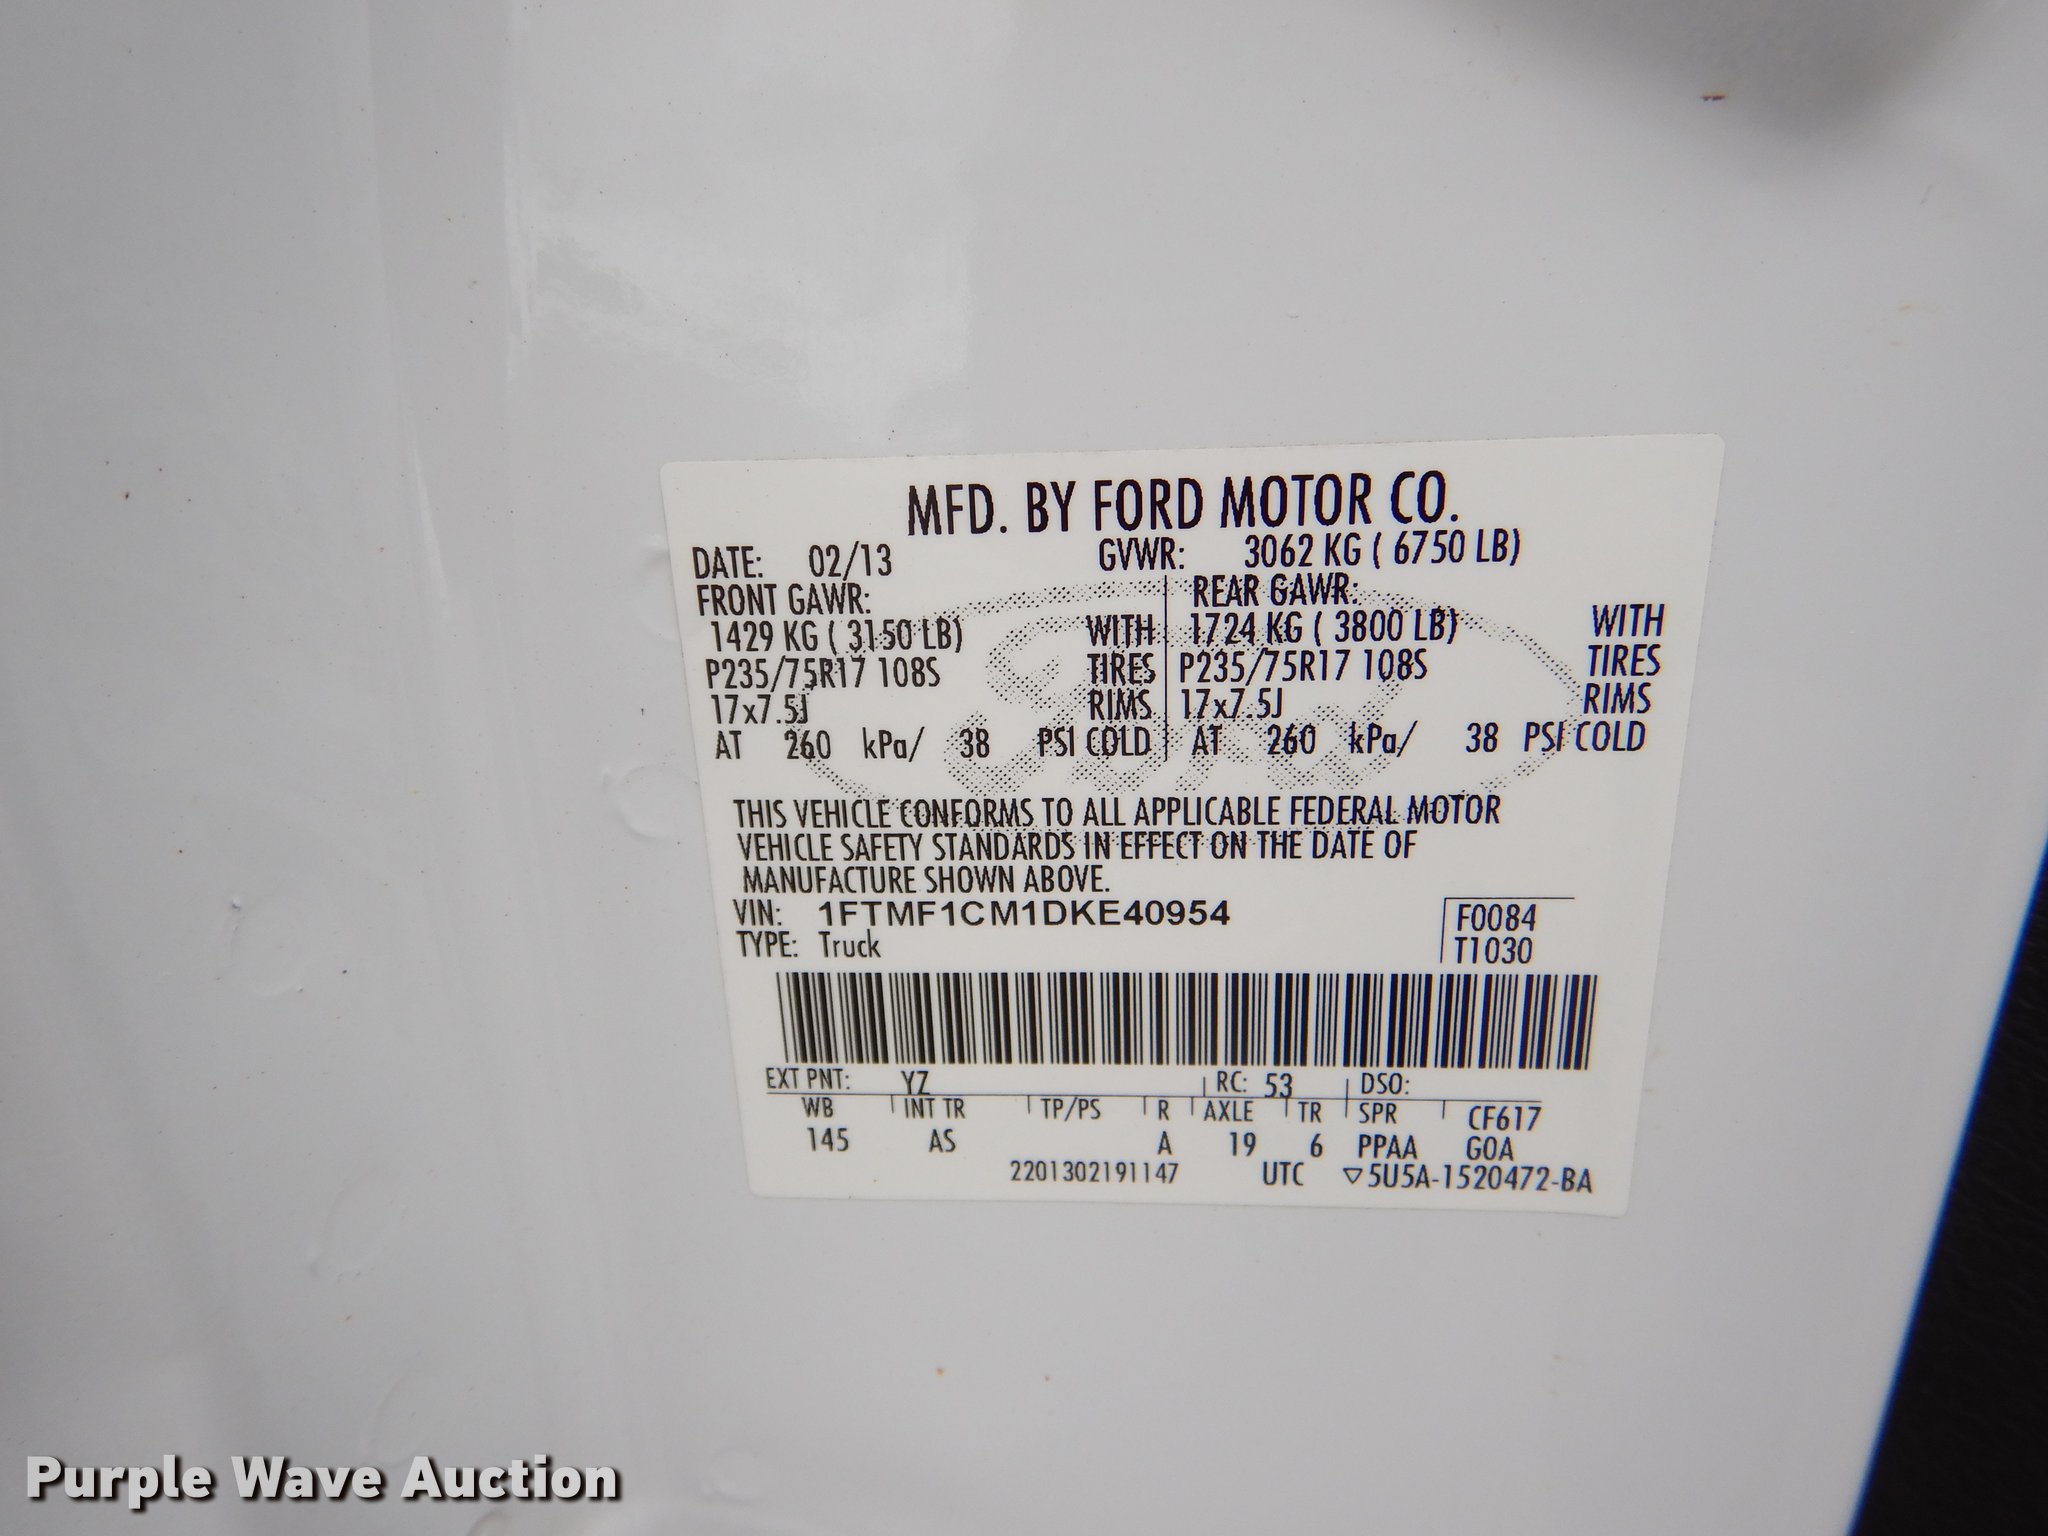 MFD. BY FORD MOTOR CO.
DATE: 02/13 GVWR: 3062 KG ( 6750 LB)
FRONT GAWR: REAR GAWR:
1429 KG ( 3150 LB) WITH 1724 KG ( 3800 LB) WITH
P235/75R17 108S TIRES P235/75R17 108S TIRES
17x7.5J RIMS 17x7.5J RIMS
AT 260 kPa/ 38 PSI COLD AT 260 kPa/ 38 PSI COLD
Ford
THIS VEHICLE CONFORMS TO ALL APPLICABLE FEDERAL MOTOR
VEHICLE SAFETY STANDARDS IN EFFECT ON THE DATE OF
MANUFACTURE SHOWN ABOVE.
VIN: 1FTMF1CM1DKE40954 F0084
TYPE: Truck T1030
EXT PNT: YZ RC: 53 DSO:
WB INT TR TP/PS R AXLE TR SPR CF617
145 AS A 19 6 PPAA GOA
2201302191147 UTC ▽5U5A-1520472-BA
Purple Wave Auction